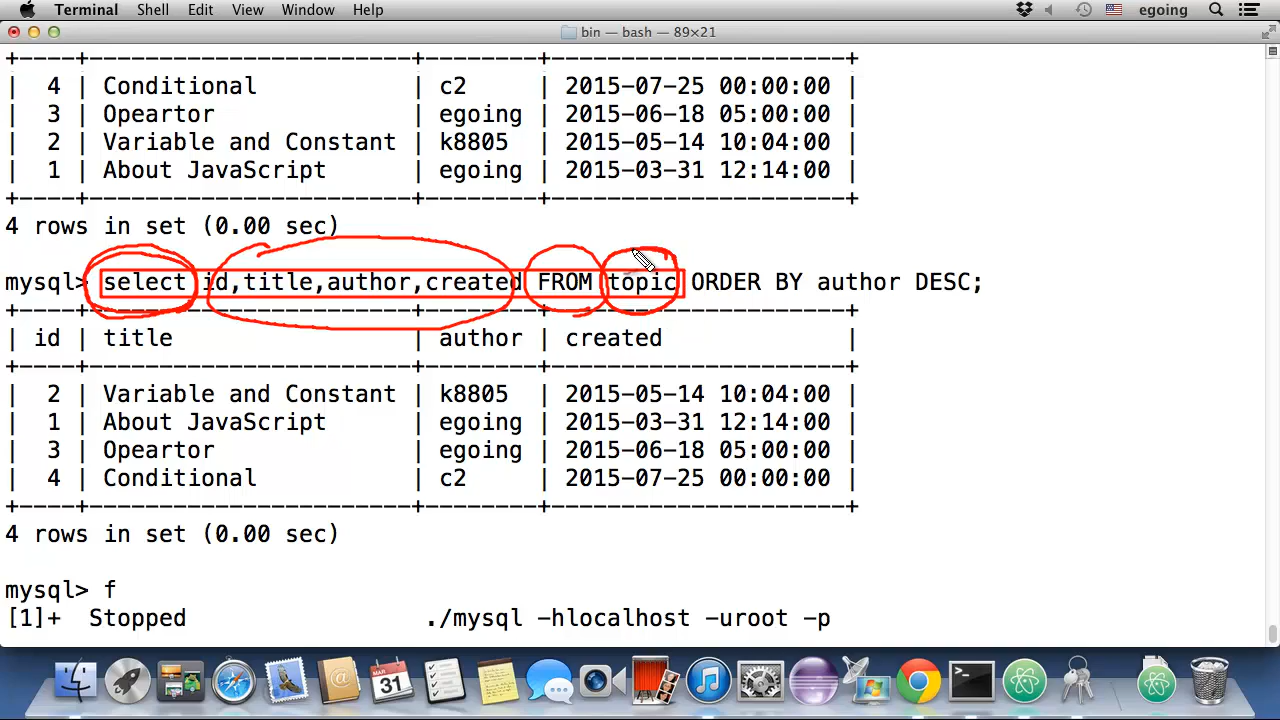 Terminal Shell Edit View Window Help egoing
bin — bash — 89×21
+----+------------------------+--------+---------------------+
| 4 | Conditional | c2 | 2015-07-25 00:00:00 |
| 3 | Opeartor | egoing | 2015-06-18 05:00:00 |
| 2 | Variable and Constant | k8805 | 2015-05-14 10:04:00 |
| 1 | About JavaScript | egoing | 2015-03-31 12:14:00 |
+----+------------------------+--------+---------------------+
4 rows in set (0.00 sec)
mysql> select id,title,author,created FROM topic ORDER BY author DESC;
+----+------------------------+--------+---------------------+
| id | title | author | created |
+----+------------------------+--------+---------------------+
| 2 | Variable and Constant | k8805 | 2015-05-14 10:04:00 |
| 1 | About JavaScript | egoing | 2015-03-31 12:14:00 |
| 3 | Opeartor | egoing | 2015-06-18 05:00:00 |
| 4 | Conditional | c2 | 2015-07-25 00:00:00 |
+----+------------------------+--------+---------------------+
4 rows in set (0.00 sec)
mysql> f
[1]+ Stopped ./mysql -hlocalhost -uroot -p
31